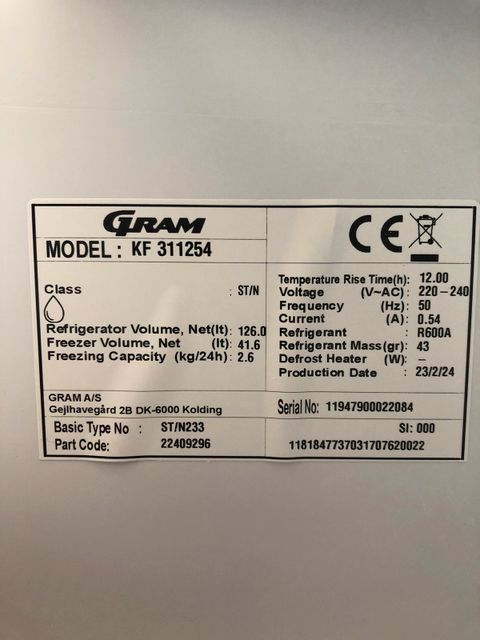 GRAM
MODEL : KF 311254
CE
Class : ST/N
Refrigerator Volume, Net(lt): 126.0
Freezer Volume, Net (lt): 41.6
Freezing Capacity (kg/24h): 2.6
Temperature Rise Time(h): 12.00
Voltage (V~AC): 220-240
Frequency (Hz): 50
Current (A): 0.54
Refrigerant : R600A
Refrigerant Mass(gr): 43
Defrost Heater (W): –
Production Date : 23/2/24
GRAM A/S
Gejlhavegård 2B DK-6000 Kolding
Serial No: 11947900022084
Basic Type No : ST/N233
Part Code: 22409296
SI: 000
1181847737031707620022